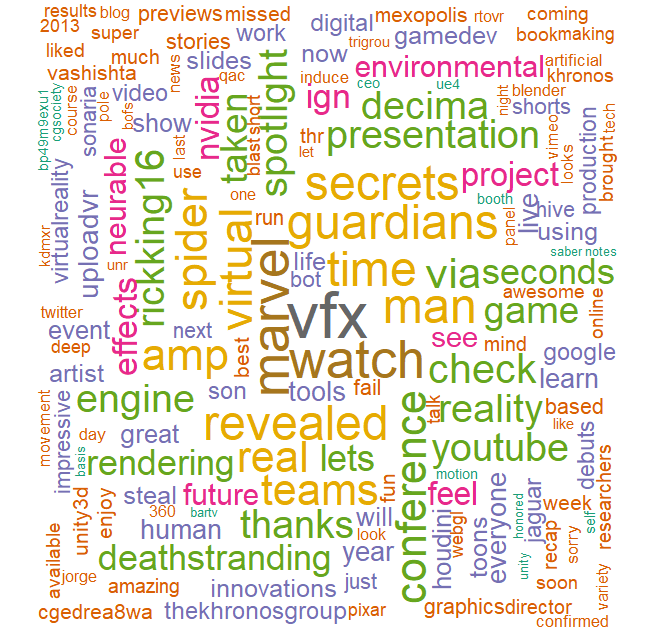 results
blog
previews
missed
digital
mexopolis
rtovr
coming
2013
super
stories
work
trigrou
gamedev
bookmaking
liked
much
news
slides
qac
now
environmental
artificial
khronos
vashishta
video
nvidia
taken
spotlight
induce
ceo
ign
decima
ue4
night
blender
shorts
bp49m9exu1
cgsociety
course
pole
bofs
sonaria
show
last
blast
short
thr
let
presentation
vimeo
looks
production
tech
brought
virtualreality
kdmxr
uploadvr
neurable
unr
rickking16
use
spider
one
virtual
run
secrets
guardians
project
booth
panel
live
hive
using
saber
notes
life
bot
time
via
seconds
awesome
twitter
event
deep
effects
next
amp
best
marvel
vfx
man
game
online
see
mind
google
artist
son
tools
fail
watch
check
learn
movement
impressive
engine
day
basis
great
revealed
conference
talk
reality
based
like
youtube
debuts
researchers
rendering
real
lets
fun
motion
unity3d
enjoy
steal
360
bartv
future
teams
feel
houdini
webgl
toons
everyone
honored
jaguar
week
self
available
human
thanks
will
look
year
recap
sorry
variety
deathstranding
jorge
amazing
innovations
just
unity
soon
cgedrea8wa
thekhronosgroup
pixar
graphics
director
confirmed